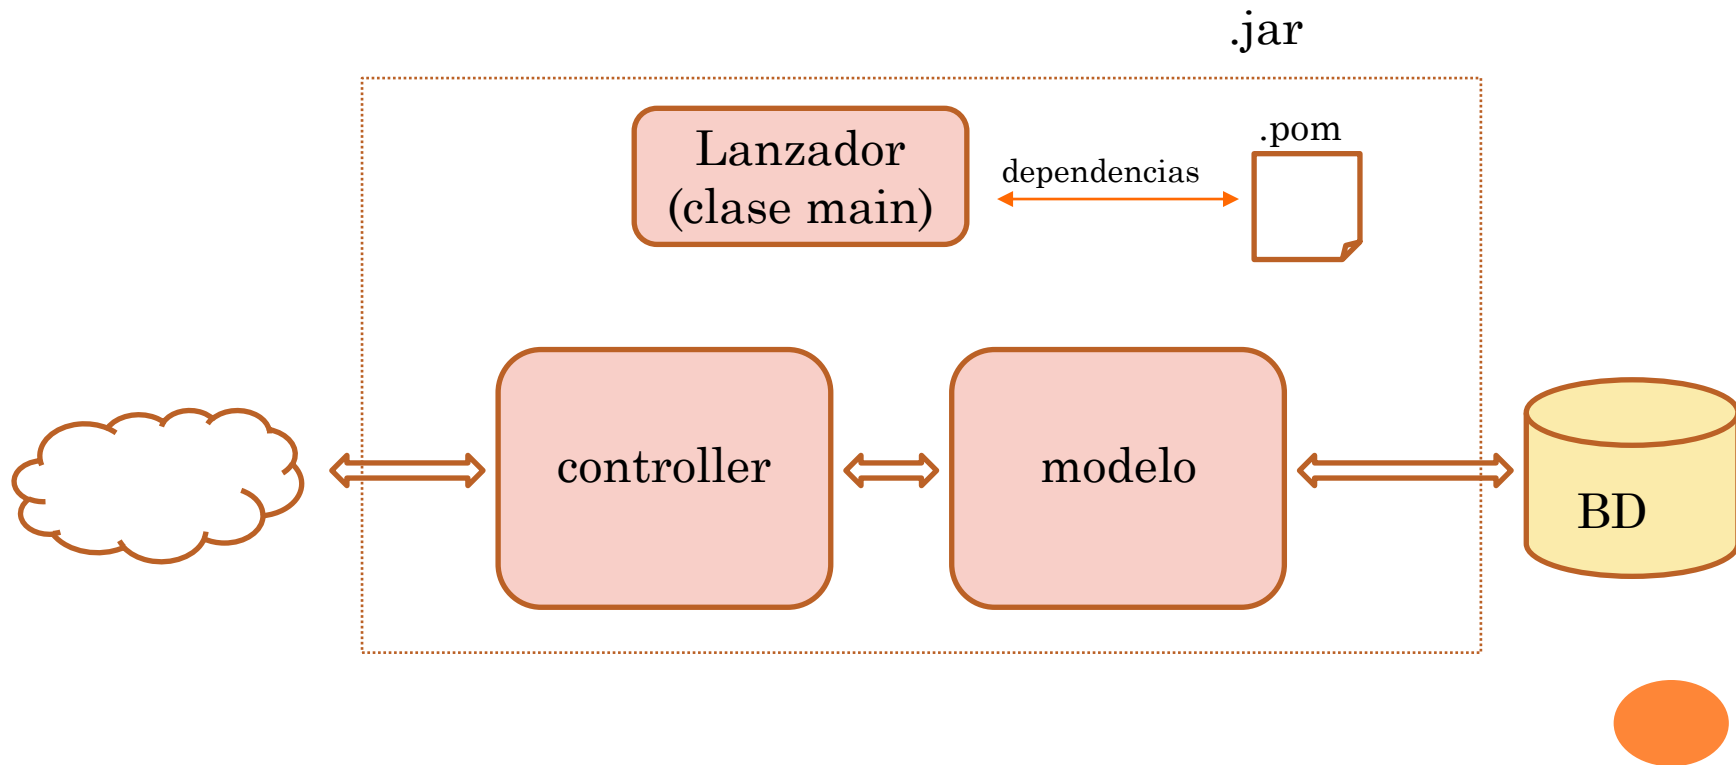 .jar
Lanzador
(clase main)
dependencias
.pom
controller
modelo
BD